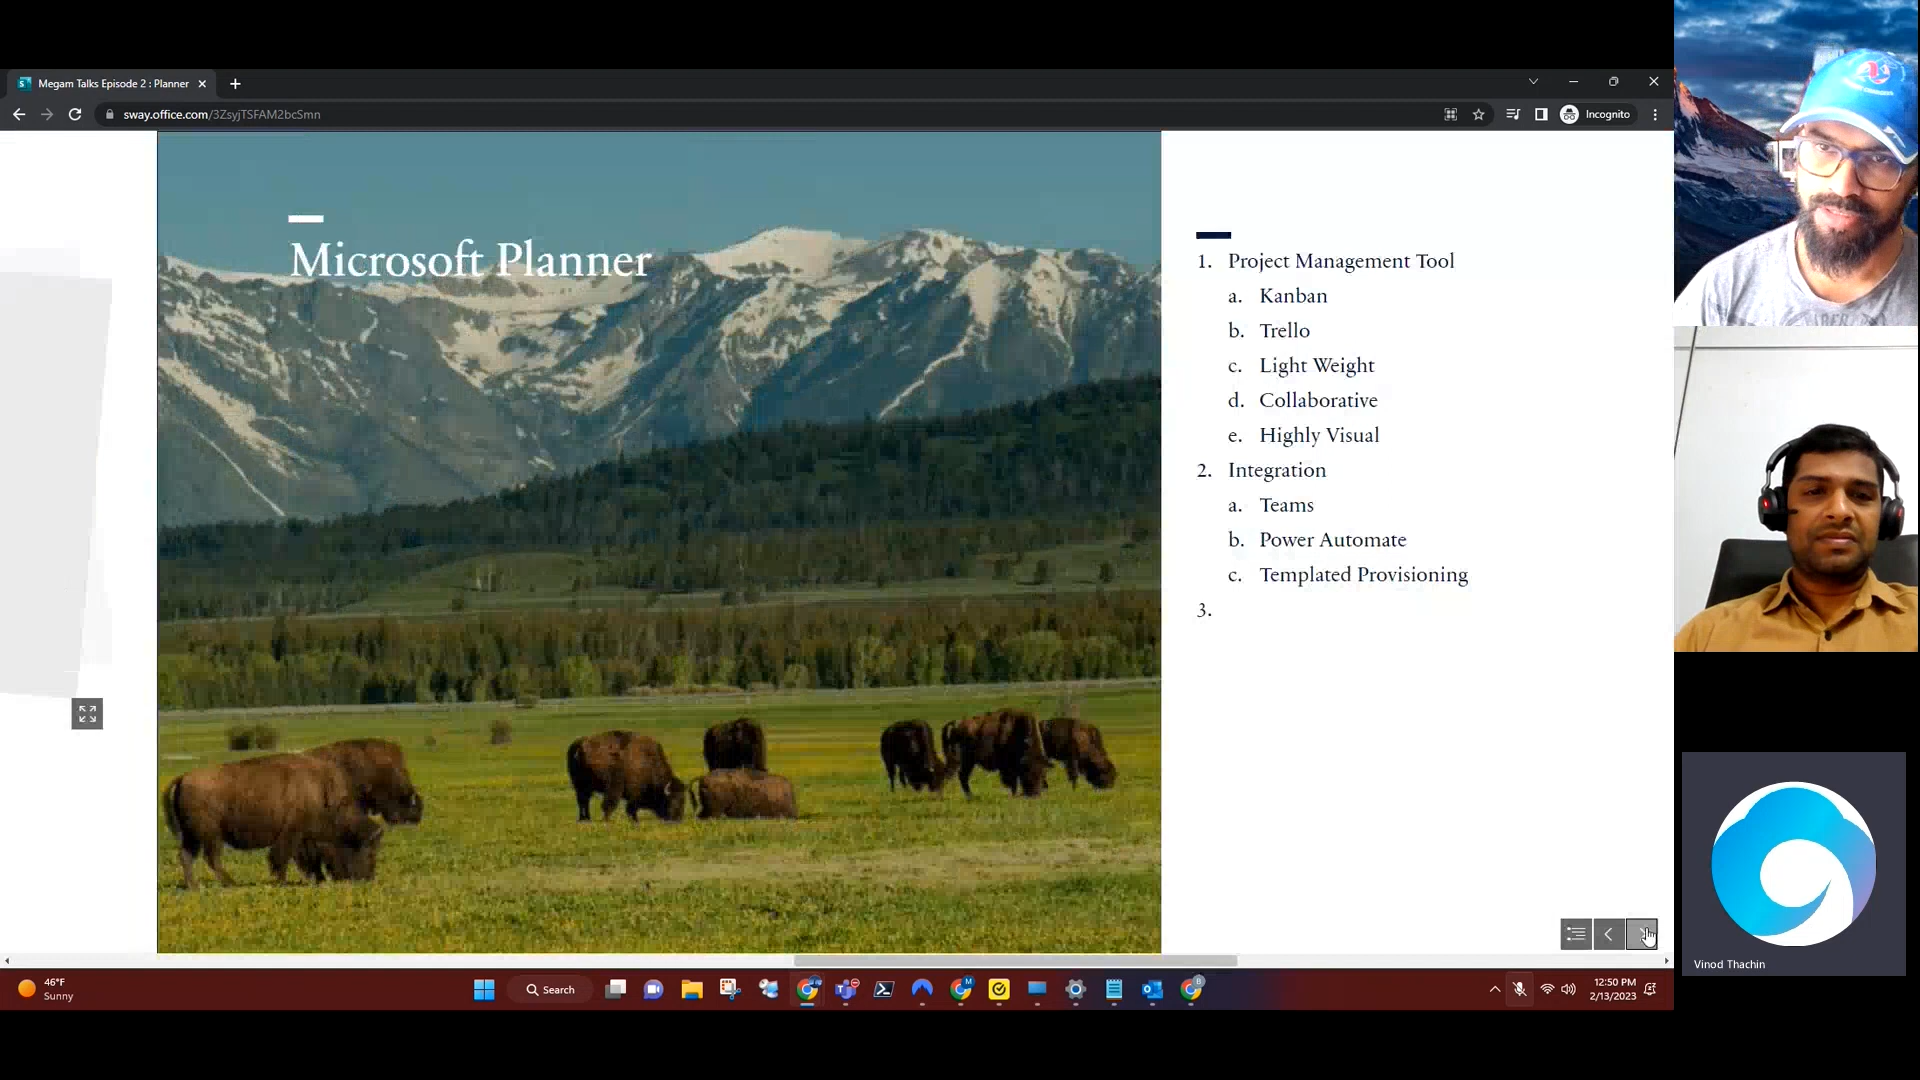 Megam Talks Episode 2 : Planner
sway.office.com/3ZsyjTSFAM2bcSmn
Incognito
Microsoft Planner
1. Project Management Tool
a. Kanban
b. Trello
c. Light Weight
d. Collaborative
e. Highly Visual
2. Integration
a. Teams
b. Power Automate
c. Templated Provisioning
3.
Vinod Thachin
46°F
Sunny
Search
12:50 PM
2/13/2023